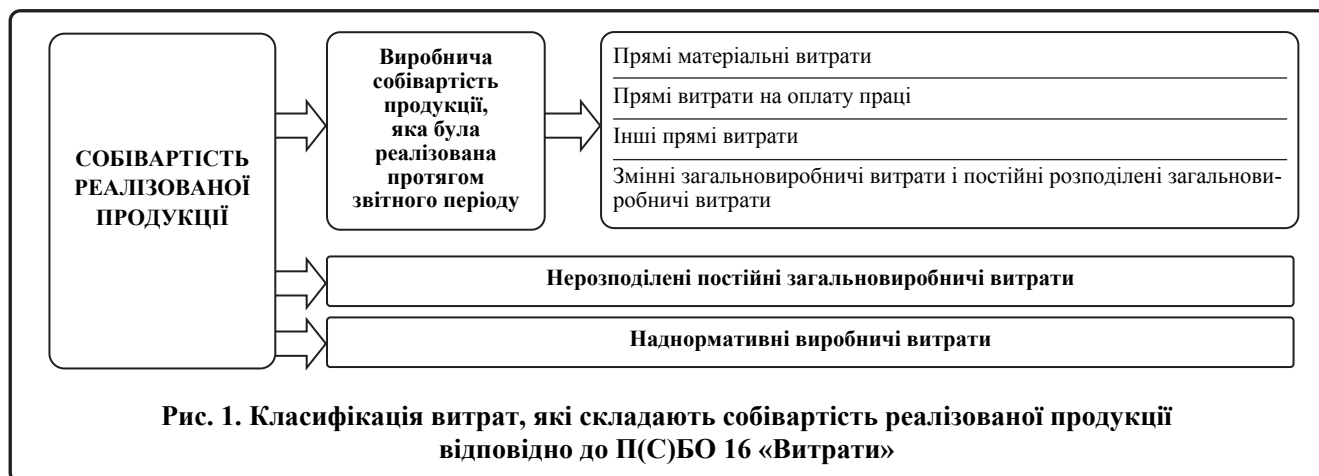 СОБІВАРТІСТЬ
РЕАЛІЗОВАНОЇ
ПРОДУКЦІЇ
Виробнича
собівартість
продукції,
яка була
реалізована
протягом
звітного періоду
Прямі матеріальні витрати
Прямі витрати на оплату праці
Інші прямі витрати
Змінні загальновиробничі витрати і постійні розподілені загальнови-
робничі витрати
Нерозподілені постійні загальновиробничі витрати
Наднормативні виробничі витрати
Рис. 1. Класифікація витрат, які складають собівартість реалізованої продукції
відповідно до П(С)БО 16 «Витрати»